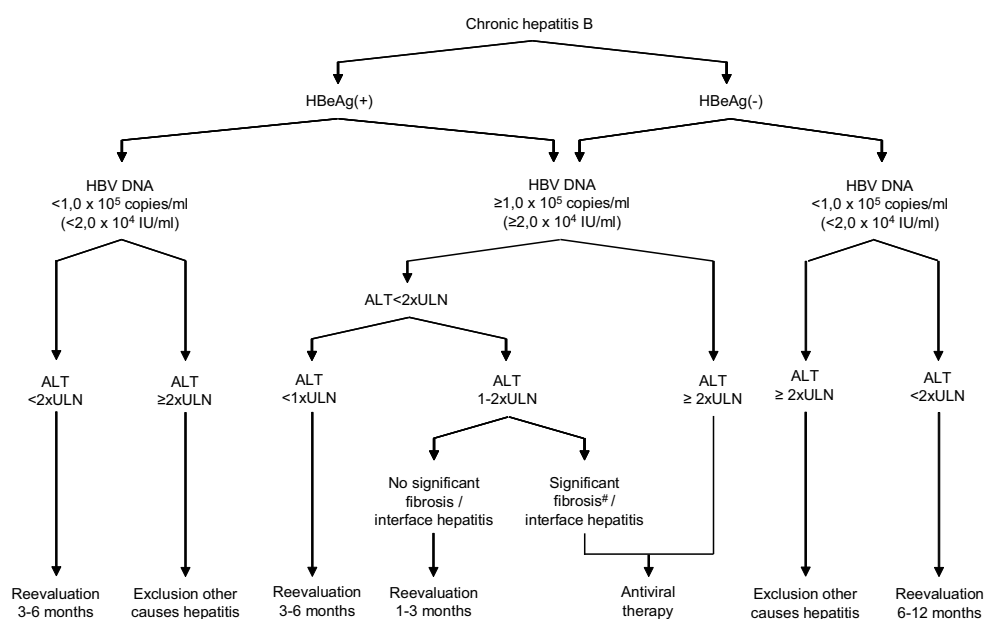 Chronic hepatitis B
HBeAg(+)
HBeAg(-)
HBV DNA
<1,0 x 10⁵ copies/ml
(<2,0 x 10⁴ IU/ml)
HBV DNA
≥1,0 x 10⁵ copies/ml
(≥2,0 x 10⁴ IU/ml)
HBV DNA
<1,0 x 10⁵ copies/ml
(<2,0 x 10⁴ IU/ml)
ALT<2xULN
ALT
<2xULN
ALT
≥2xULN
ALT
<1xULN
ALT
1-2xULN
ALT
≥ 2xULN
ALT
≥ 2xULN
ALT
<2xULN
No significant
fibrosis /
interface hepatitis
Significant
fibrosis# /
interface hepatitis
Reevaluation
3-6 months
Exclusion other
causes hepatitis
Reevaluation
3-6 months
Reevaluation
1-3 months
Antiviral
therapy
Exclusion other
causes hepatitis
Reevaluation
6-12 months